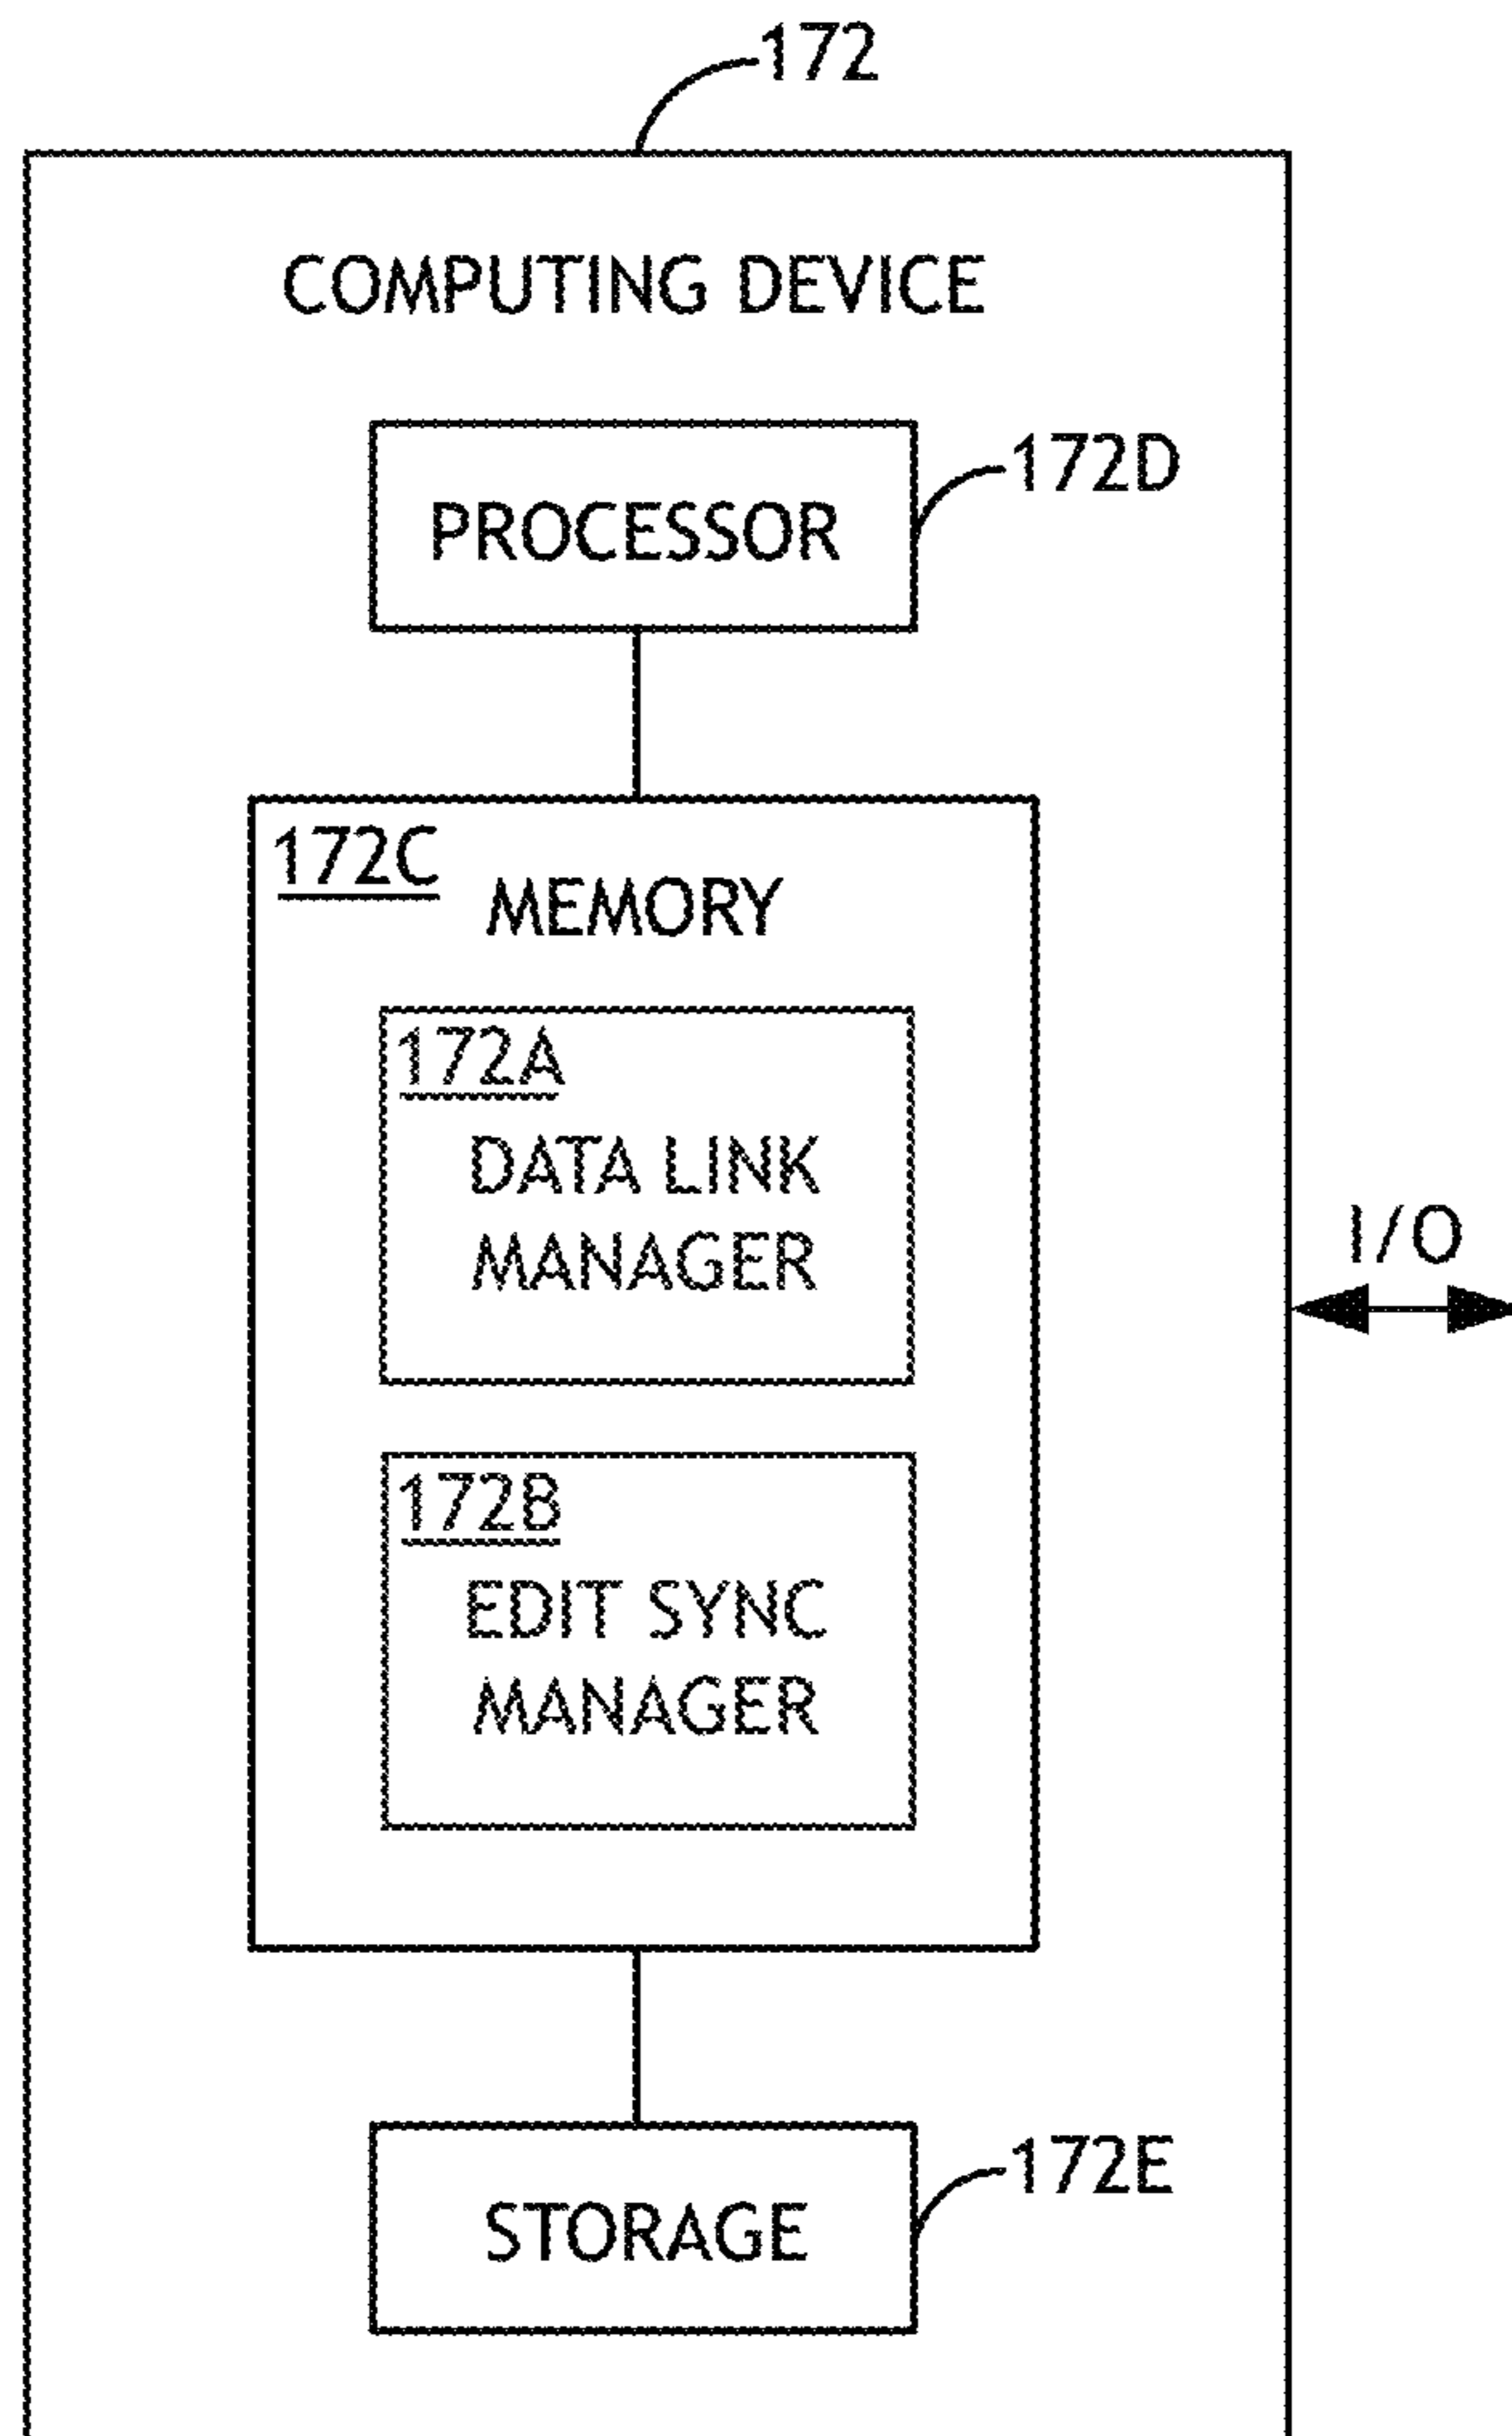 172
COMPUTING DEVICE
PROCESSOR
172D
172C
MEMORY
172A
DATA LINK
MANAGER
I/O
172B
EDIT SYNC
MANAGER
172E
STORAGE